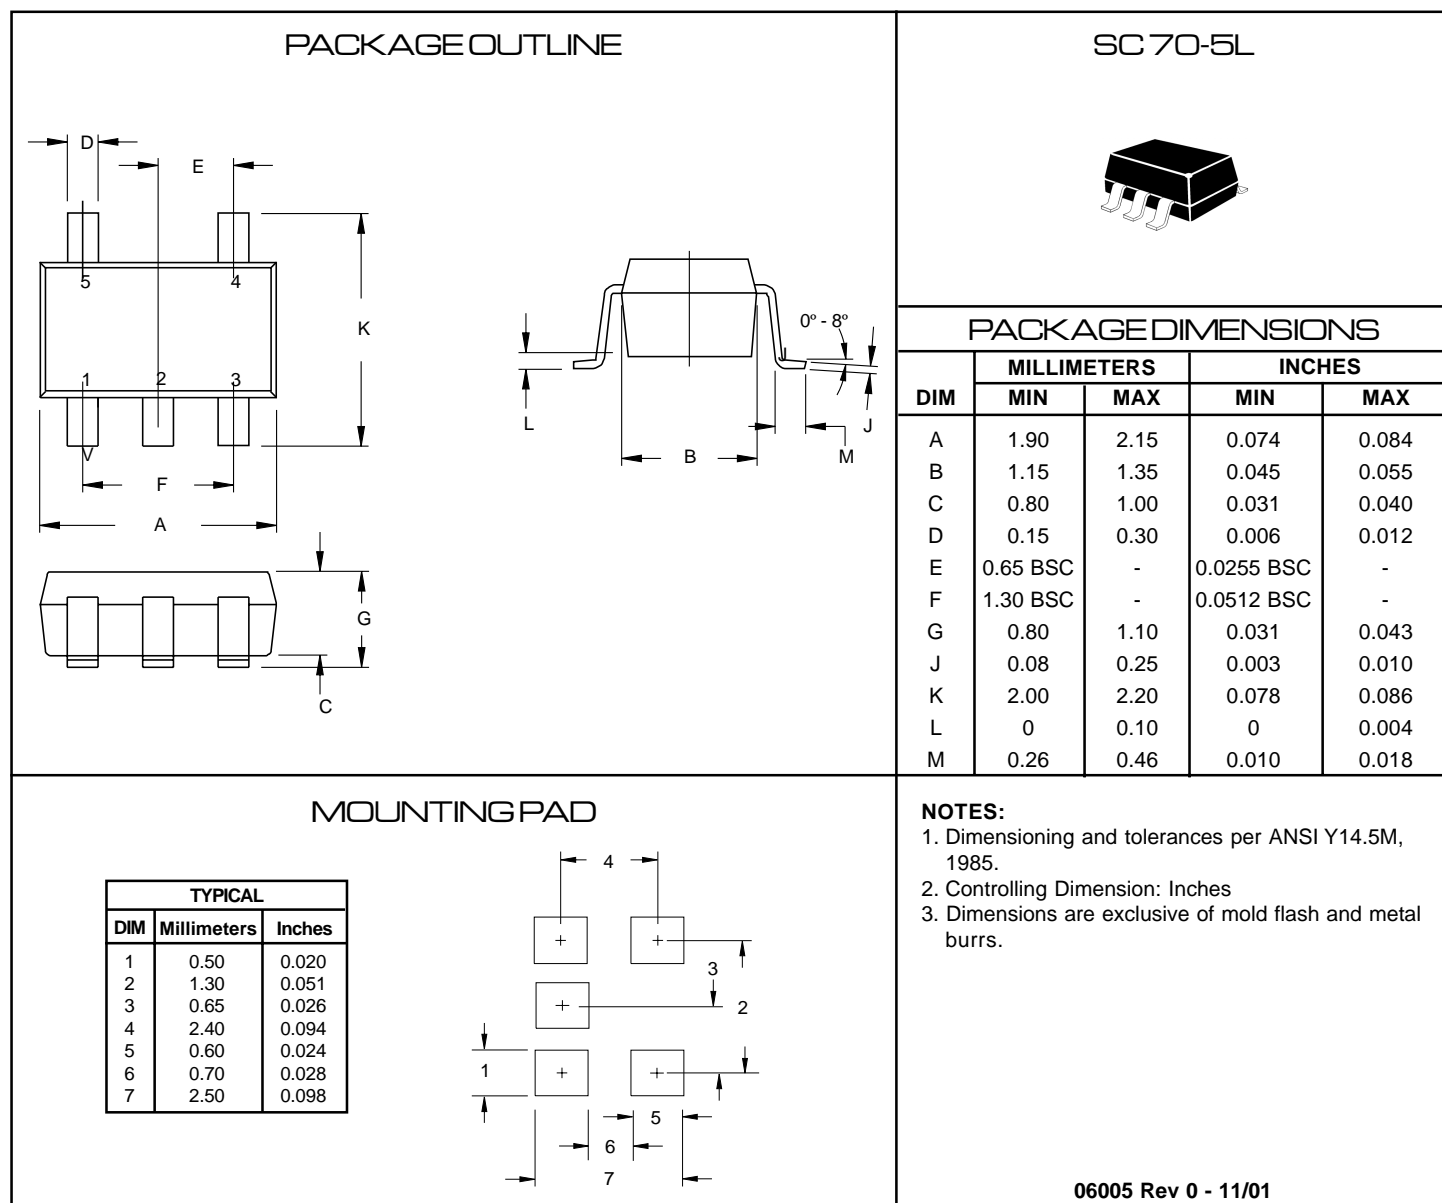 PACKAGE OUTLINE
D
E
5
4
K
1
2
3
V
F
A
G
C
0º - 8º
L
B
J
M
SC70-5L
PACKAGE DIMENSIONS
MILLIMETERS INCHES
DIM MIN MAX MIN MAX
A 1.90 2.15 0.074 0.084
B 1.15 1.35 0.045 0.055
C 0.80 1.00 0.031 0.040
D 0.15 0.30 0.006 0.012
E 0.65 BSC - 0.0255 BSC -
F 1.30 BSC - 0.0512 BSC -
G 0.80 1.10 0.031 0.043
J 0.08 0.25 0.003 0.010
K 2.00 2.20 0.078 0.086
L 0 0.10 0 0.004
M 0.26 0.46 0.010 0.018
MOUNTING PAD
TYPICAL
DIM Millimeters Inches
1 0.50 0.020
2 1.30 0.051
3 0.65 0.026
4 2.40 0.094
5 0.60 0.024
6 0.70 0.028
7 2.50 0.098
4
3
2
1
5
6
7
NOTES:
1. Dimensioning and tolerances per ANSI Y14.5M,
1985.
2. Controlling Dimension: Inches
3. Dimensions are exclusive of mold flash and metal
burrs.
06005 Rev 0 - 11/01